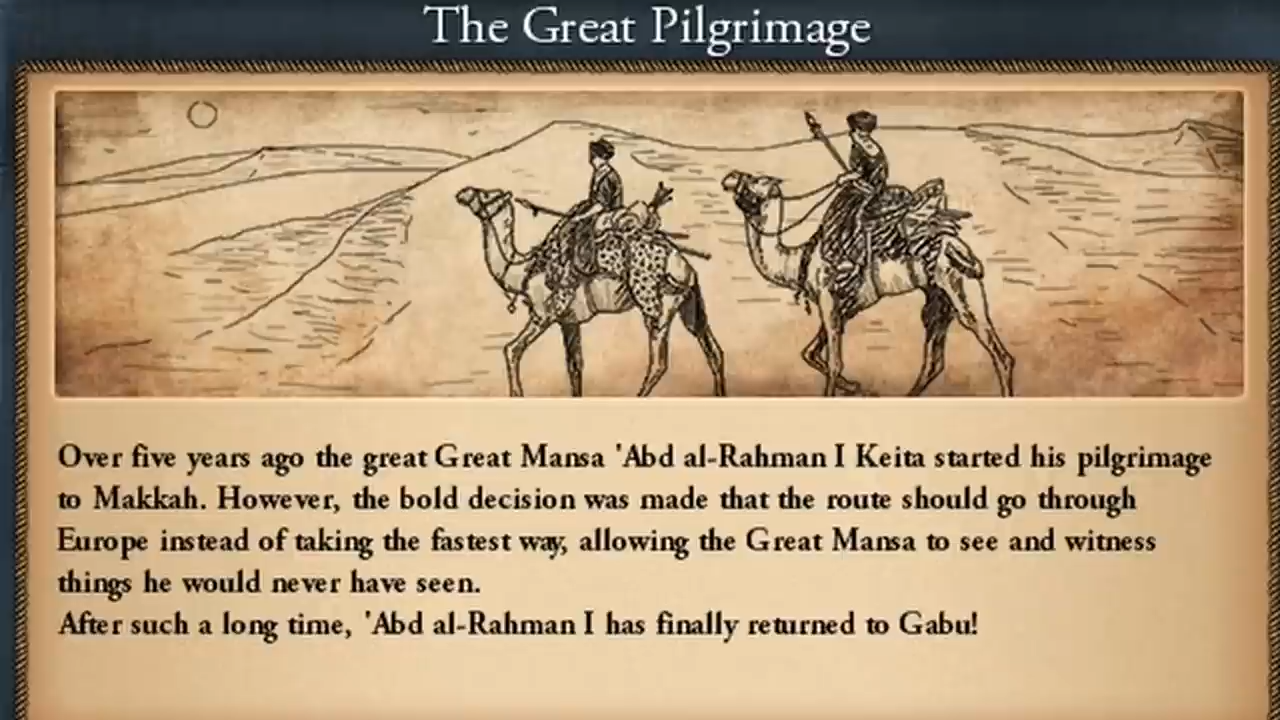 The Great Pilgrimage
Over five years ago the great Great Mansa 'Abd al-Rahman I Keita started his pilgrimage
to Makkah. However, the bold decision was made that the route should go through
Europe instead of taking the fastest way, allowing the Great Mansa to see and witness
things he would never have seen.
After such a long time, 'Abd al-Rahman I has finally returned to Gabu!